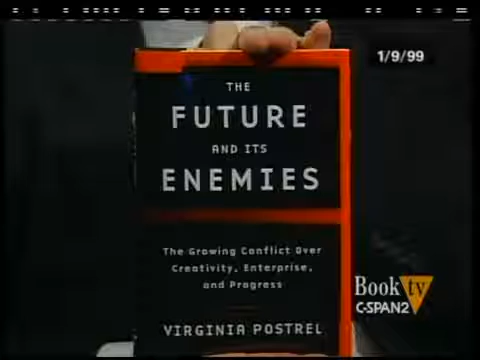 1/9/99
THE
FUTURE
AND ITS
ENEMIES
The Growing Conflict Over
Creativity, Enterprise,
and Progress
VIRGINIA POSTREL
Book tv
C-SPAN2